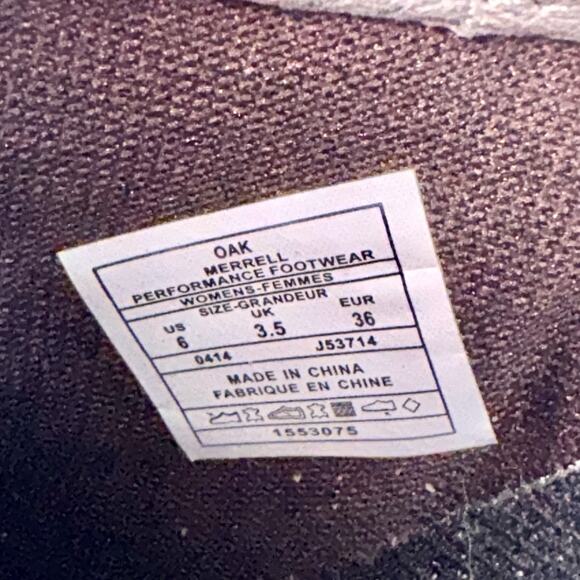 OAK
MERRELL
PERFORMANCE FOOTWEAR
WOMENS-FEMMES
SIZE-GRANDEUR
US UK EUR
6 3.5 36
0414 J53714
MADE IN CHINA
FABRIQUE EN CHINE
1553075